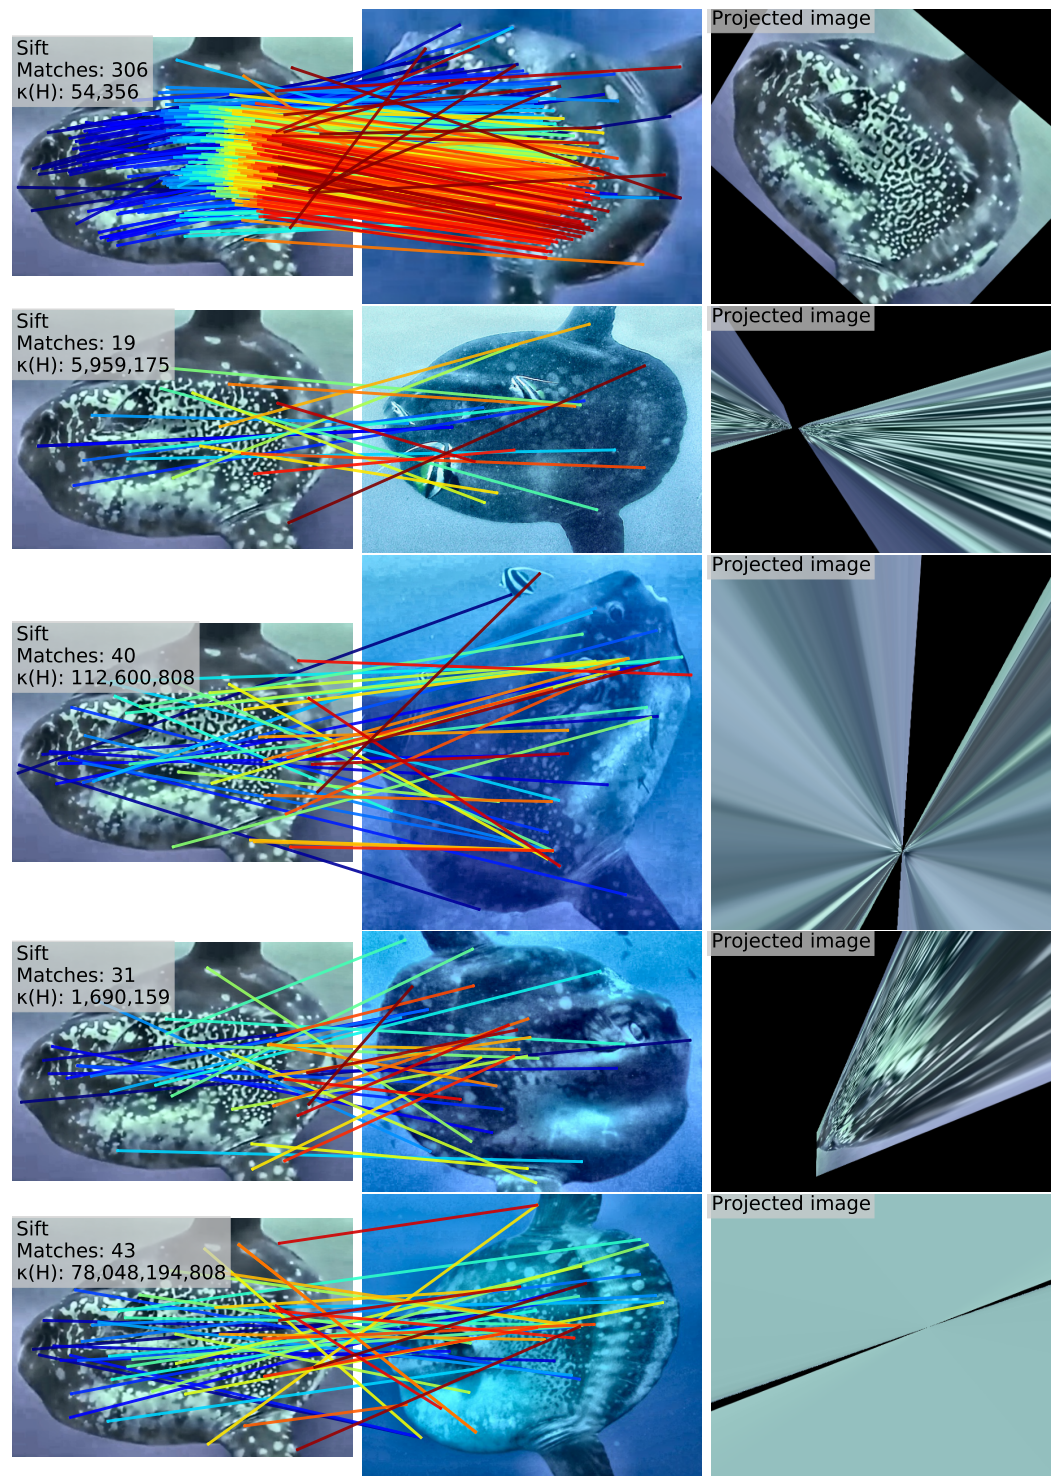 Sift
Matches: 306
κ(H): 54,356
Projected image
Sift
Matches: 19
κ(H): 5,959,175
Projected image
Sift
Matches: 40
κ(H): 112,600,808
Projected image
Sift
Matches: 31
κ(H): 1,690,159
Projected image
Sift
Matches: 43
κ(H): 78,048,194,808
Projected image